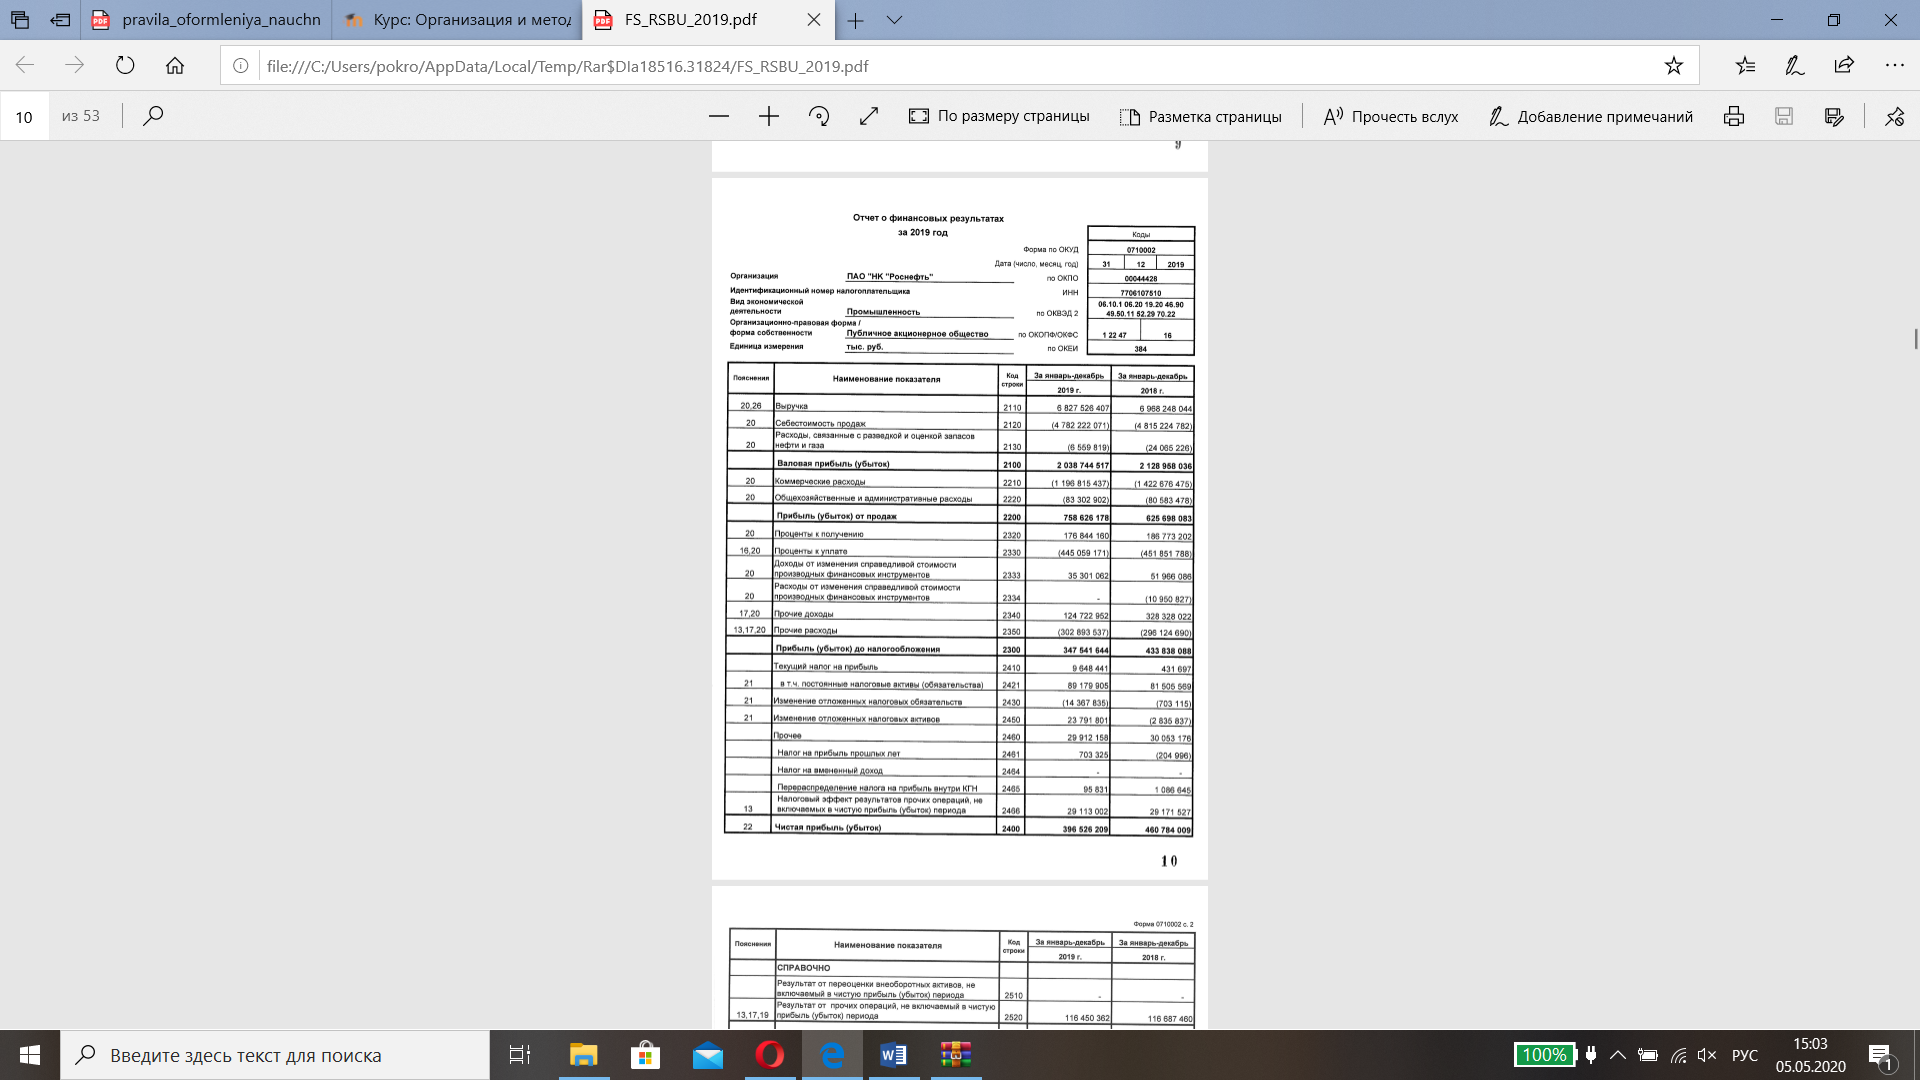 pravila_oformleniya_nauchn
Курс: Организация и метод
FS_RSBU_2019.pdf
file:///C:/Users/pokro/AppData/Local/Temp/Rar$DIa18516.31824/FS_RSBU_2019.pdf
10 из 53
По размеру страницы
Разметка страницы
Прочесть вслух
Добавление примечаний
9
Отчет о финансовых результатах
за 2019 год
Коды
Форма по ОКУД 0710002
Дата (число, месяц, год) 31 12 2019
Организация ПАО "НК "Роснефть" по ОКПО 00044428
Идентификационный номер налогоплательщика ИНН 7706107510
Вид экономической
деятельности Промышленность по ОКВЭД 2 06.10.1 06.20 19.20 46.90
49.50.11 52.29 70.22
Организационно-правовая форма /
форма собственности Публичное акционерное общество по ОКОПФ/ОКФС 1 22 47 16
Единица измерения тыс. руб. по ОКЕИ 384
Пояснения Наименование показателя Код строки За январь-декабрь 2019 г. За январь-декабрь 2018 г.
20,26 Выручка 2110 6 827 526 407 6 968 248 044
20 Себестоимость продаж 2120 (4 782 222 071) (4 815 224 782)
Расходы, связанные с разведкой и оценкой запасов
20 нефти и газа 2130 (6 559 819) (24 065 226)
Валовая прибыль (убыток) 2100 2 038 744 517 2 128 958 036
20 Коммерческие расходы 2210 (1 196 815 437) (1 422 676 475)
20 Общехозяйственные и административные расходы 2220 (83 302 902) (80 583 478)
Прибыль (убыток) от продаж 2200 758 626 178 625 698 083
20 Проценты к получению 2320 176 844 160 186 773 202
16,20 Проценты к уплате 2330 (445 059 171) (451 851 788)
Доходы от изменения справедливой стоимости
20 производных финансовых инструментов 2333 35 301 062 51 966 086
Расходы от изменения справедливой стоимости
20 производных финансовых инструментов 2334 - (10 950 827)
17,20 Прочие доходы 2340 124 722 952 328 328 022
13,17,20 Прочие расходы 2350 (302 893 537) (296 124 690)
Прибыль (убыток) до налогообложения 2300 347 541 644 433 838 088
Текущий налог на прибыль 2410 9 648 441 431 697
21 в т.ч. постоянные налоговые активы (обязательства) 2421 89 179 905 81 505 569
21 Изменение отложенных налоговых обязательств 2430 (14 367 835) (703 115)
21 Изменение отложенных налоговых активов 2450 23 791 801 (2 835 837)
Прочее 2460 29 912 158 30 053 176
Налог на прибыль прошлых лет 2461 703 325 (204 996)
Налог на вмененный доход 2464 - -
Перераспределение налога на прибыль внутри КГН 2465 95 831 1 086 645
Налоговый эффект результатов прочих операций, не
13 включаемых в чистую прибыль (убыток) периода 2466 29 113 002 29 171 527
22 Чистая прибыль (убыток) 2400 396 526 209 460 784 009
10
Форма 0710002 с. 2
Пояснения Наименование показателя Код строки За январь-декабрь 2019 г. За январь-декабрь 2018 г.
СПРАВОЧНО
Результат от переоценки внеоборотных активов, не
включаемый в чистую прибыль (убыток) периода 2510 - -
Результат от прочих операций, не включаемый в чистую
13,17,19 прибыль (убыток) периода 2520 116 450 362 116 687 460
Введите здесь текст для поиска
100%
РУС
15:03
05.05.2020
1